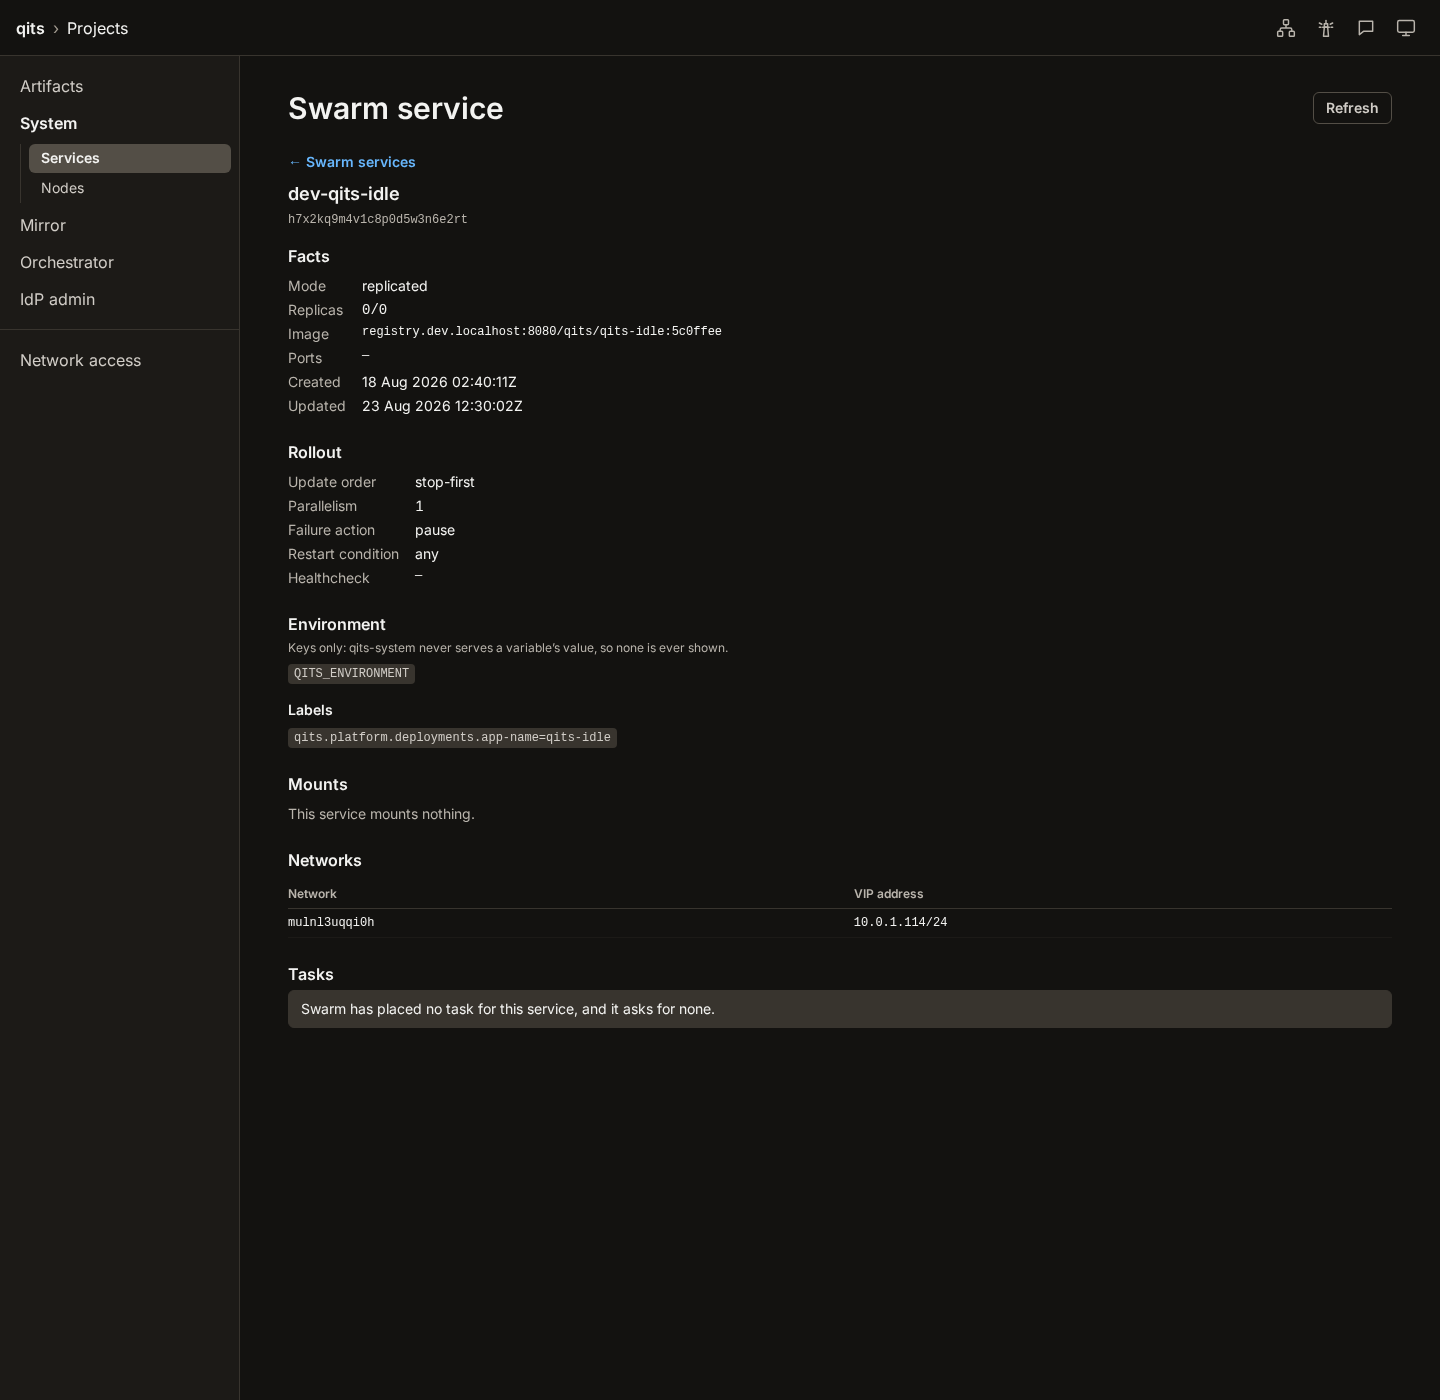 qits › Projects
Artifacts
System
Services
Nodes
Mirror
Orchestrator
IdP admin
Network access
Swarm service
Refresh
← Swarm services
dev-qits-idle
h7x2kq9m4v1c8p0d5w3n6e2rt
Facts
Mode replicated
Replicas 0/0
Image registry.dev.localhost:8080/qits/qits-idle:5c0ffee
Ports —
Created 18 Aug 2026 02:40:11Z
Updated 23 Aug 2026 12:30:02Z
Rollout
Update order stop-first
Parallelism 1
Failure action pause
Restart condition any
Healthcheck —
Environment
Keys only: qits-system never serves a variable’s value, so none is ever shown.
QITS_ENVIRONMENT
Labels
qits.platform.deployments.app-name=qits-idle
Mounts
This service mounts nothing.
Networks
Network VIP address
mulnl3uqqi0h 10.0.1.114/24
Tasks
Swarm has placed no task for this service, and it asks for none.